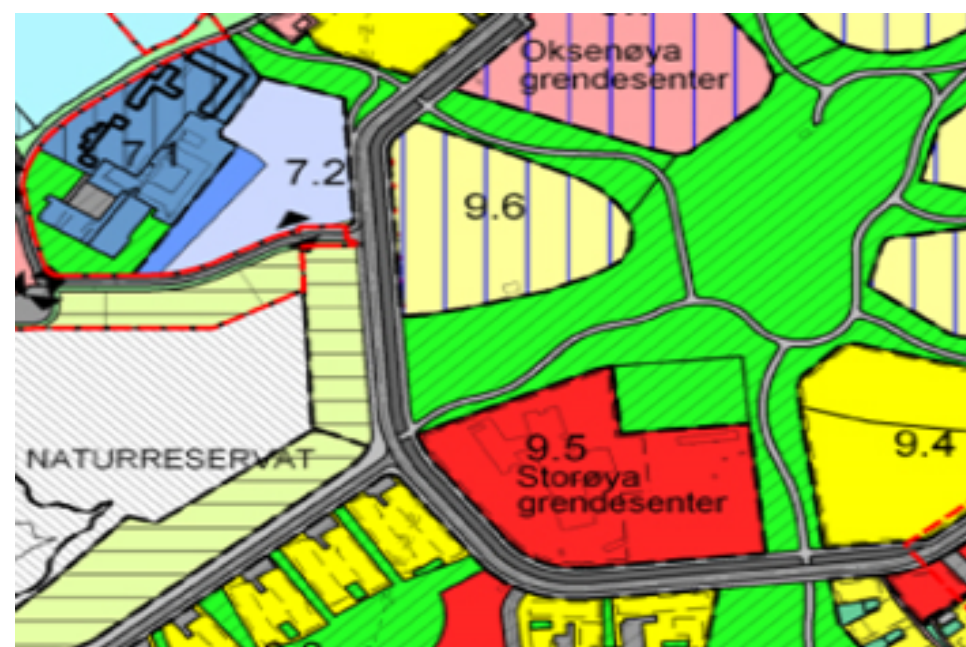 Oksenøya
grendesenter
7.1
7.2
9.6
9.5
9.4
Storøya
grendesenter
NATURRESERVAT